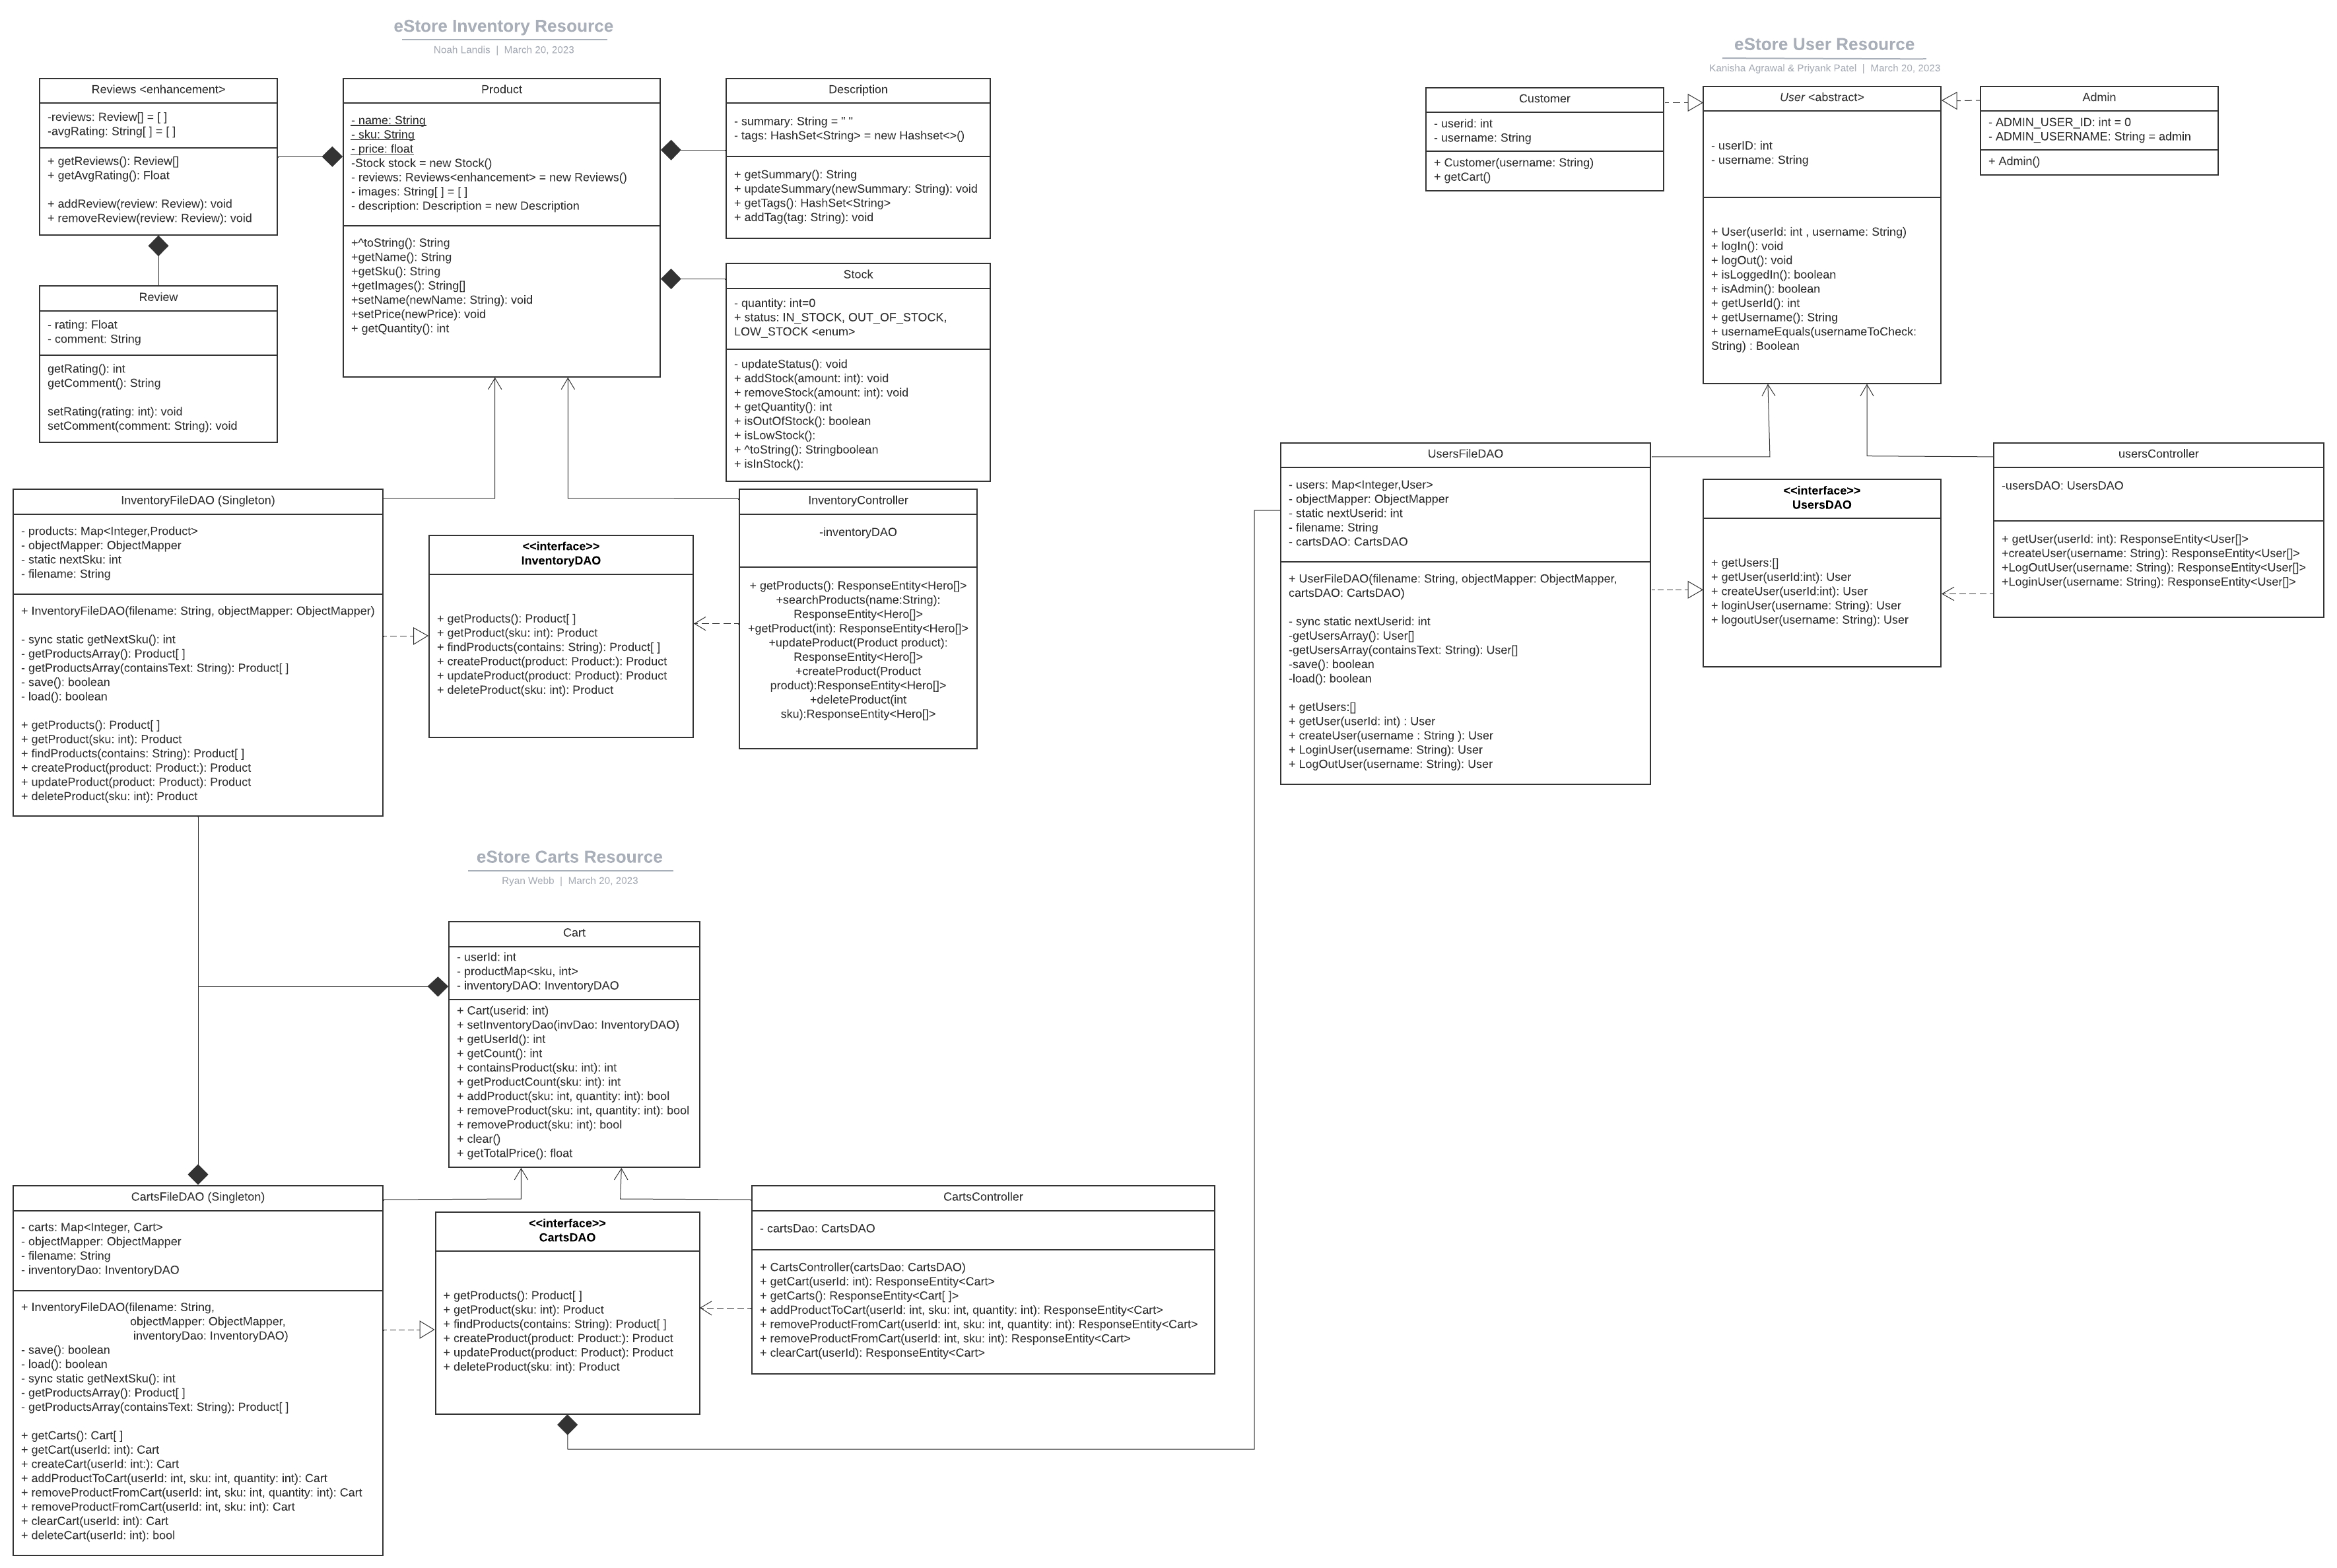 eStore Inventory Resource
Noah Landis | March 20, 2023
Reviews <enhancement>
-reviews: Review[] = [ ]
-avgRating: String[ ] = [ ]
+ getReviews(): Review[]
+ getAvgRating(): Float
+ addReview(review: Review): void
+ removeReview(review: Review): void
Product
- name: String
- sku: String
- price: float
-Stock stock = new Stock()
- reviews: Reviews<enhancement> = new Reviews()
- images: String[ ] = [ ]
- description: Description = new Description
+^toString(): String
+getName(): String
+getSku(): String
+getImages(): String[]
+setName(newName: String): void
+setPrice(newPrice): void
+ getQuantity(): int
Description
- summary: String = " "
- tags: HashSet<String> = new Hashset<>()
+ getSummary(): String
+ updateSummary(newSummary: String): void
+ getTags(): HashSet<String>
+ addTag(tag: String): void
Review
- rating: Float
- comment: String
getRating(): int
getComment(): String
setRating(rating: int): void
setComment(comment: String): void
Stock
- quantity: int=0
+ status: IN_STOCK, OUT_OF_STOCK,
LOW_STOCK <enum>
- updateStatus(): void
+ addStock(amount: int): void
+ removeStock(amount: int): void
+ getQuantity(): int
+ isOutOfStock(): boolean
+ isLowStock():
+ ^toString(): Stringboolean
+ isInStock():
InventoryFileDAO (Singleton)
- products: Map<Integer,Product>
- objectMapper: ObjectMapper
- static nextSku: int
- filename: String
+ InventoryFileDAO(filename: String, objectMapper: ObjectMapper)
- sync static getNextSku(): int
- getProductsArray(): Product[ ]
- getProductsArray(containsText: String): Product[ ]
- save(): boolean
- load(): boolean
+ getProducts(): Product[ ]
+ getProduct(sku: int): Product
+ findProducts(contains: String): Product[ ]
+ createProduct(product: Product:): Product
+ updateProduct(product: Product): Product
+ deleteProduct(sku: int): Product
<<interface>>
InventoryDAO
+ getProducts(): Product[ ]
+ getProduct(sku: int): Product
+ findProducts(contains: String): Product[ ]
+ createProduct(product: Product:): Product
+ updateProduct(product: Product): Product
+ deleteProduct(sku: int): Product
InventoryController
-inventoryDAO
+ getProducts(): ResponseEntity<Hero[]>
+searchProducts(name:String):
ResponseEntity<Hero[]>
+getProduct(int): ResponseEntity<Hero[]>
+updateProduct(Product product):
ResponseEntity<Hero[]>
+createProduct(Product
product):ResponseEntity<Hero[]>
+deleteProduct(int
sku):ResponseEntity<Hero[]>
eStore User Resource
Kanisha Agrawal & Priyank Patel | March 20, 2023
Customer
- userid: int
- username: String
+ Customer(username: String)
+ getCart()
User <abstract>
- userID: int
- username: String
+ User(userId: int , username: String)
+ logIn(): void
+ logOut(): void
+ isLoggedIn(): boolean
+ isAdmin(): boolean
+ getUserId(): int
+ getUsername(): String
+ usernameEquals(usernameToCheck:
String) : Boolean
Admin
- ADMIN_USER_ID: int = 0
- ADMIN_USERNAME: String = admin
+ Admin()
UsersFileDAO
- users: Map<Integer,User>
- objectMapper: ObjectMapper
- static nextUserid: int
- filename: String
- cartsDAO: CartsDAO
+ UserFileDAO(filename: String, objectMapper: ObjectMapper,
cartsDAO: CartsDAO)
- sync static nextUserid: int
-getUsersArray(): User[]
-getUsersArray(containsText: String): User[]
-save(): boolean
-load(): boolean
+ getUsers:[]
+ getUser(userId: int) : User
+ createUser(username : String ): User
+ LoginUser(username: String): User
+ LogOutUser(username: String): User
<<interface>>
UsersDAO
+ getUsers:[]
+ getUser(userId:int): User
+ createUser(userId:int): User
+ loginUser(username: String): User
+ logoutUser(username: String): User
usersController
-usersDAO: UsersDAO
+ getUser(userId: int): ResponseEntity<User[]>
+createUser(username: String): ResponseEntity<User[]>
+LogOutUser(username: String): ResponseEntity<User[]>
+LoginUser(username: String): ResponseEntity<User[]>
eStore Carts Resource
Ryan Webb | March 20, 2023
Cart
- userId: int
- productMap<sku, int>
- inventoryDAO: InventoryDAO
+ Cart(userid: int)
+ setInventoryDao(invDao: InventoryDAO)
+ getUserId(): int
+ getCount(): int
+ containsProduct(sku: int): int
+ getProductCount(sku: int): int
+ addProduct(sku: int, quantity: int): bool
+ removeProduct(sku: int, quantity: int): bool
+ removeProduct(sku: int): bool
+ clear()
+ getTotalPrice(): float
CartsFileDAO (Singleton)
- carts: Map<Integer, Cart>
- objectMapper: ObjectMapper
- filename: String
- inventoryDao: InventoryDAO
+ InventoryFileDAO(filename: String,
objectMapper: ObjectMapper,
inventoryDao: InventoryDAO)
- save(): boolean
- load(): boolean
- sync static getNextSku(): int
- getProductsArray(): Product[ ]
- getProductsArray(containsText: String): Product[ ]
+ getCarts(): Cart[ ]
+ getCart(userId: int): Cart
+ createCart(userId: int:): Cart
+ addProductToCart(userId: int, sku: int, quantity: int): Cart
+ removeProductFromCart(userId: int, sku: int, quantity: int): Cart
+ removeProductFromCart(userId: int, sku: int): Cart
+ clearCart(userId: int): Cart
+ deleteCart(userId: int): bool
<<interface>>
CartsDAO
+ getProducts(): Product[ ]
+ getProduct(sku: int): Product
+ findProducts(contains: String): Product[ ]
+ createProduct(product: Product:): Product
+ updateProduct(product: Product): Product
+ deleteProduct(sku: int): Product
CartsController
- cartsDao: CartsDAO
+ CartsController(cartsDao: CartsDAO)
+ getCart(userId: int): ResponseEntity<Cart>
+ getCarts(): ResponseEntity<Cart[ ]>
+ addProductToCart(userId: int, sku: int, quantity: int): ResponseEntity<Cart>
+ removeProductFromCart(userId: int, sku: int, quantity: int): ResponseEntity<Cart>
+ removeProductFromCart(userId: int, sku: int): ResponseEntity<Cart>
+ clearCart(userId): ResponseEntity<Cart>